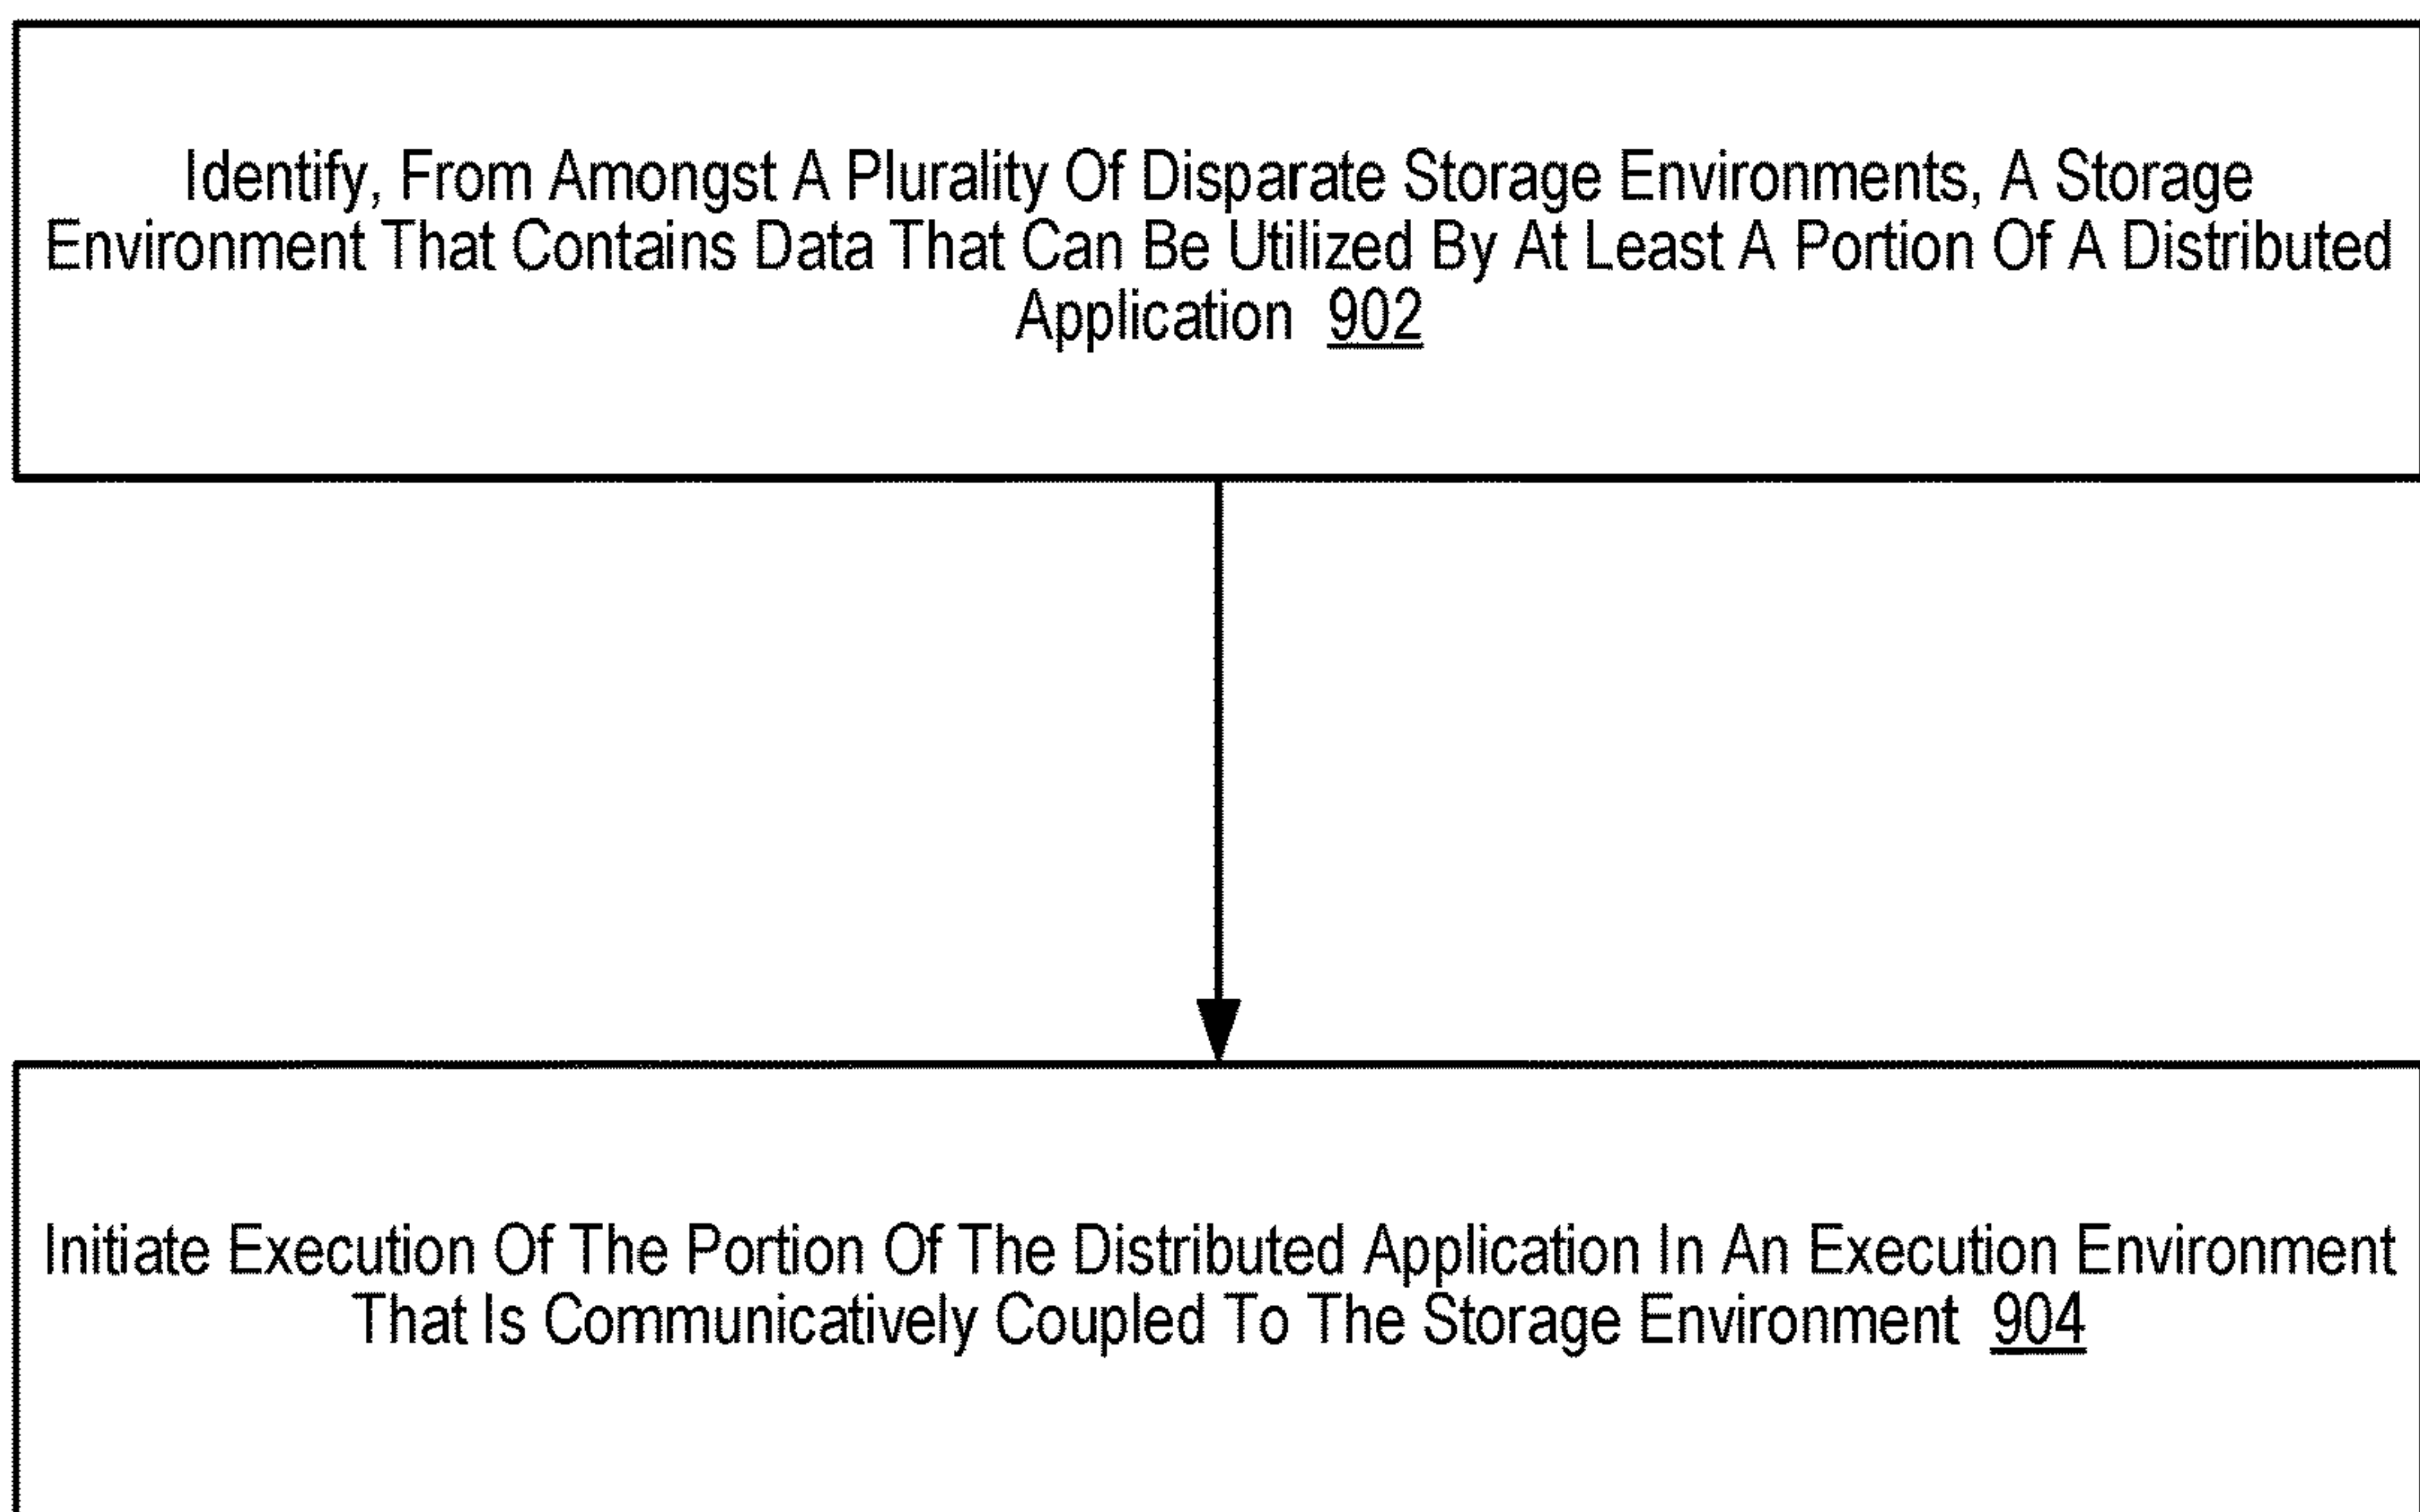 Identify, From Amongst A Plurality Of Disparate Storage Environments, A Storage
Environment That Contains Data That Can Be Utilized By At Least A Portion Of A Distributed
Application 902
Initiate Execution Of The Portion Of The Distributed Application In An Execution Environment
That Is Communicatively Coupled To The Storage Environment 904